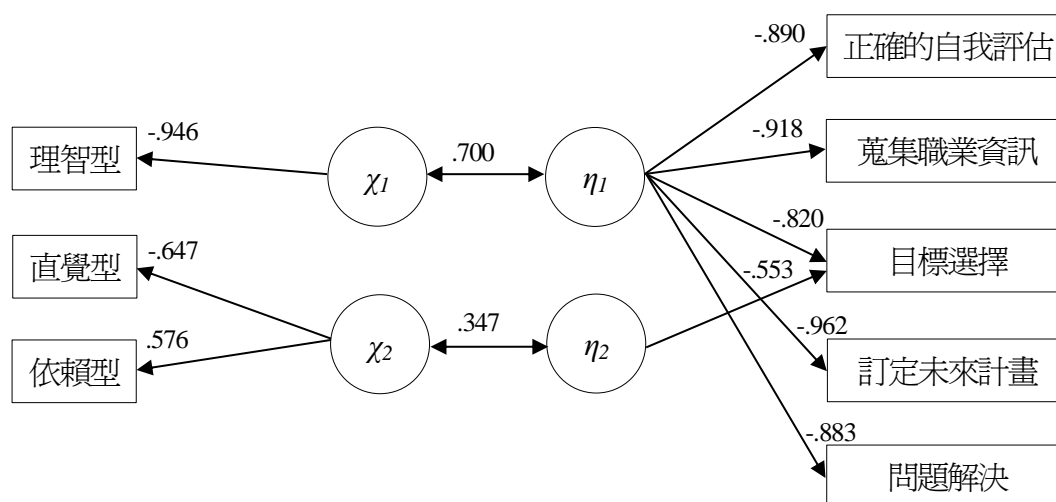 -.890
正確的自我評估
-.918
蒐集職業資訊
-.946
理智型
χ1
.700
η1
-.820
目標選擇
-.647
直覺型
-.553
χ2
.347
η2
.576
依賴型
-.962
訂定未來計畫
-.883
問題解決